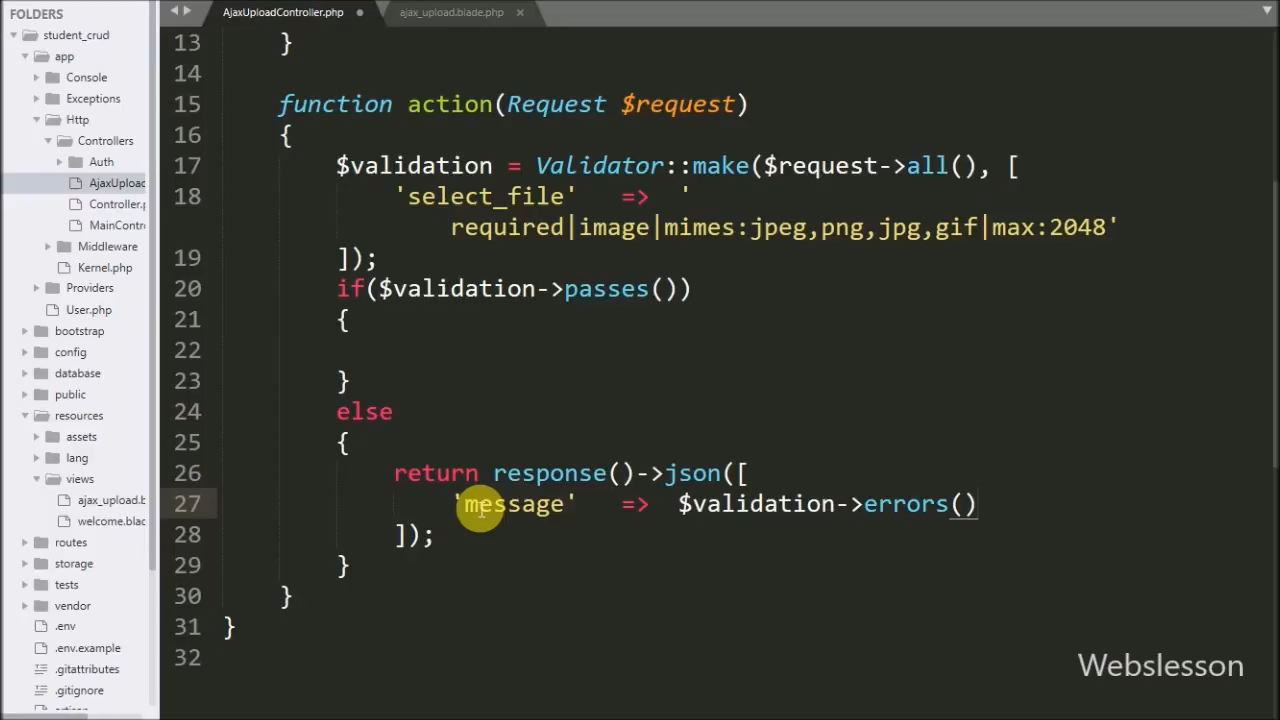 FOLDERS
student_crud
app
Console
Exceptions
Http
Controllers
Auth
AjaxUpload
Controller.p
MainContro
Middleware
Kernel.php
Providers
User.php
bootstrap
config
database
public
resources
assets
lang
views
ajax_upload.b
welcome.blac
routes
storage
tests
vendor
.env
.env.example
.gitattributes
.gitignore
AjaxUploadController.php
ajax_upload.blade.php
13 }
14
15 function action(Request $request)
16 {
17 $validation = Validator::make($request->all(), [
18 'select_file' => '
required|image|mimes:jpeg,png,jpg,gif|max:2048'
19 ]);
20 if($validation->passes())
21 {
22
23 }
24 else
25 {
26 return response()->json([
27 'message' => $validation->errors()
28 ]);
29 }
30 }
31 }
32
Webslesson